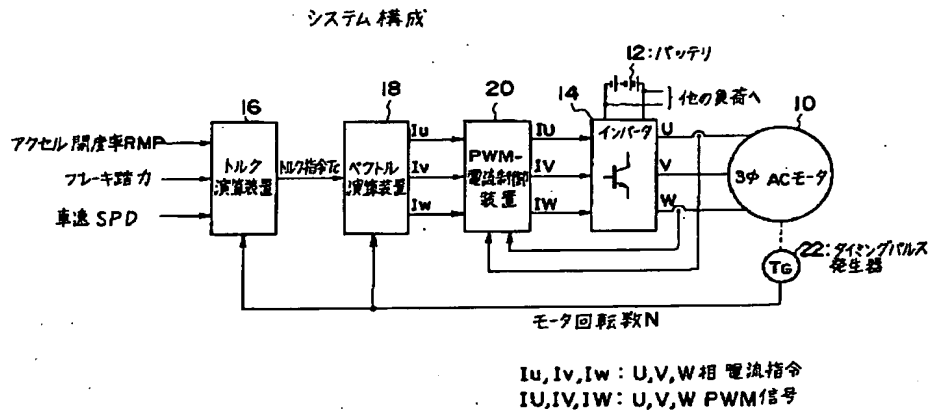 システム構成
12:バッテリ
他の負荷へ
16
18
20
14
10
アクセル開度率RMP
ブレーキ踏力
車速SPD
トルク
演算装置
トルク指令Tc
ベクトル
演算装置
Iu
Iv
Iw
PWM-
電流制御
装置
IU
IV
IW
インバータ
U
V
W
3φ ACモータ
TG
22:タイミングパルス
発生器
モータ回転数N
Iu,Iv,Iw:U,V,W相 電流指令
IU,IV,IW:U,V,W PWM信号